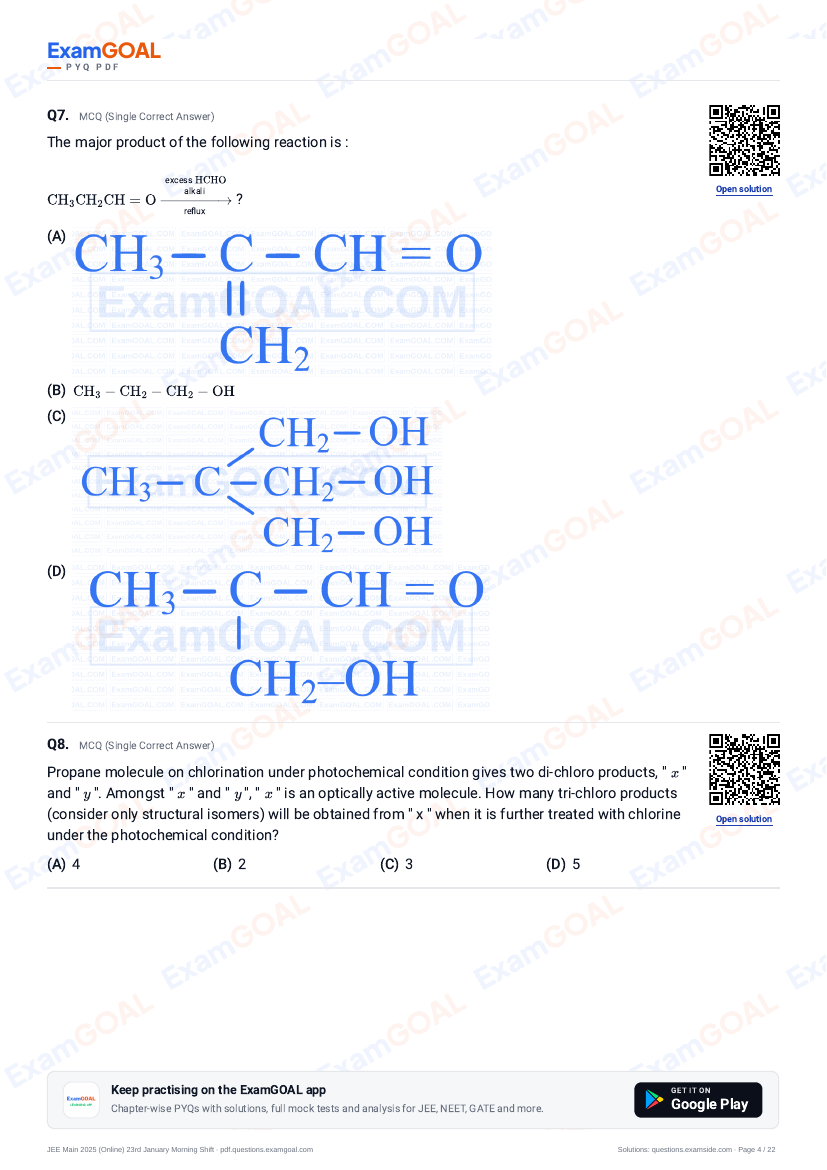 ExamGOAL
PYQ PDF
Q7. MCQ (Single Correct Answer)
The major product of the following reaction is :
Open solution
excess HCHO
alkali
CH₃CH₂CH = O ⟶ ?
reflux
(A) CH₃ — C — CH = O
||
CH₂
(B) CH₃ − CH₂ − CH₂ − OH
(C)
CH₂ — OH
CH₃ — C — CH₂ — OH
CH₂ — OH
(D) CH₃ — C — CH = O
|
CH₂—OH
Q8. MCQ (Single Correct Answer)
Propane molecule on chlorination under photochemical condition gives two di-chloro products, " x "
and " y ". Amongst " x " and " y ", " x " is an optically active molecule. How many tri-chloro products
(consider only structural isomers) will be obtained from " x " when it is further treated with chlorine
under the photochemical condition?
Open solution
(A) 4 (B) 2 (C) 3 (D) 5
ExamGOAL
Keep practising on the ExamGOAL app
Chapter-wise PYQs with solutions, full mock tests and analysis for JEE, NEET, GATE and more.
GET IT ON
Google Play
JEE Main 2025 (Online) 23rd January Morning Shift · pdf.questions.examgoal.com
Solutions: questions.examside.com · Page 4 / 22
ExamGOAL.COM